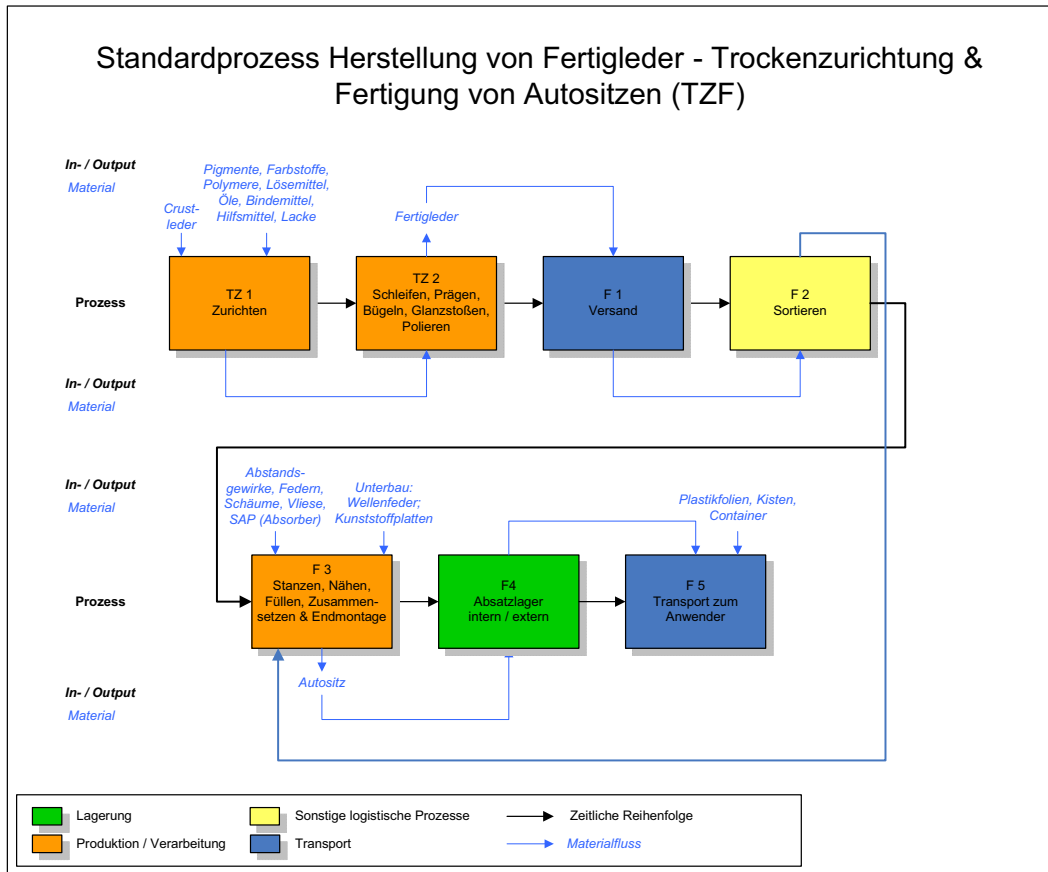 Standardprozess Herstellung von Fertigleder - Trockenzurichtung &
Fertigung von Autositzen (TZF)
In- / Output
Material
Crust-
leder
Pigmente, Farbstoffe,
Polymere, Lösemittel,
Öle, Bindemittel,
Hilfsmittel, Lacke
Fertigleder
Prozess
TZ 1
Zurichten
TZ 2
Schleifen, Prägen,
Bügeln, Glanzstoßen,
Polieren
F 1
Versand
F 2
Sortieren
In- / Output
Material
In- / Output
Material
Abstands-
gewirke, Federn,
Schäume, Vliese,
SAP (Absorber)
Unterbau:
Wellenfeder;
Kunststoffplatten
Plastikfolien, Kisten,
Container
Prozess
F 3
Stanzen, Nähen,
Füllen, Zusammen-
setzen & Endmontage
F4
Absatzlager
intern / extern
F 5
Transport zum
Anwender
In- / Output
Material
Autositz
Lagerung
Sonstige logistische Prozesse
Zeitliche Reihenfolge
Produktion / Verarbeitung
Transport
Materialfluss